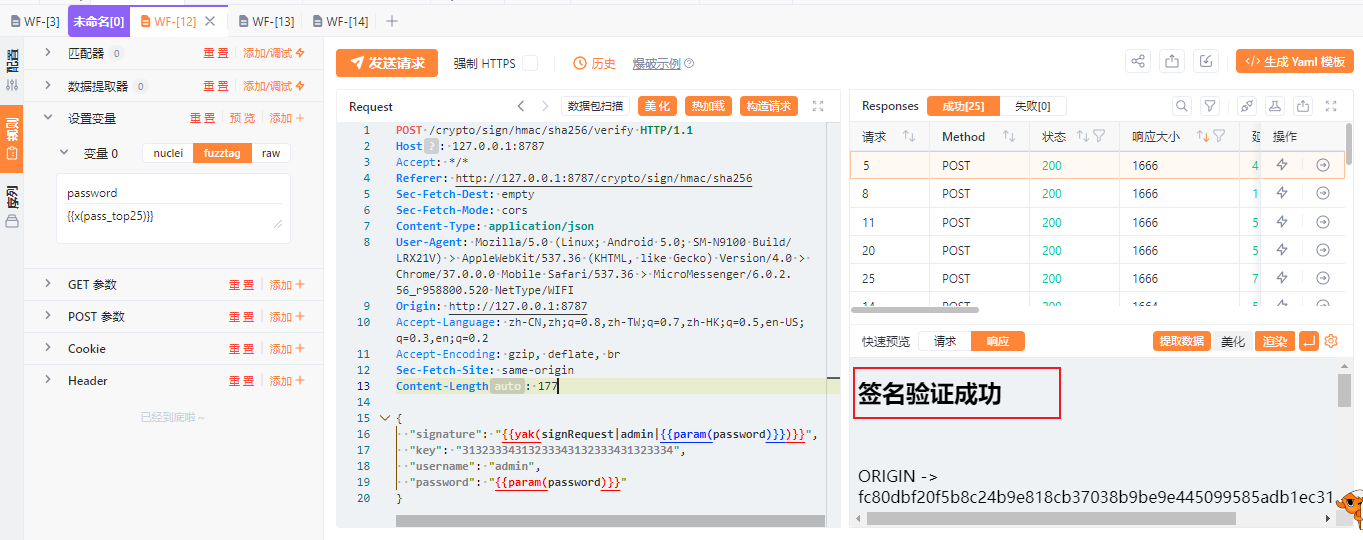 WF-[3] 未命名[0] WF-[12] WF-[13] WF-[14]
配置
规则
序列
匹配器 0 重置 添加/调试
数据提取器 0 重置 添加/调试
设置变量 重置 预览 添加
变量 0 nuclei fuzztag raw
password
{{x(pass_top25)}}
GET 参数 重置 添加
POST 参数 重置 添加
Cookie 重置 添加
Header 重置 添加
已经到底啦~
发送请求 强制 HTTPS 历史 爆破示例 生成 Yaml 模板
Request 数据包扫描 美化 热加载 构造请求
1 POST /crypto/sign/hmac/sha256/verify HTTP/1.1
2 Host ? : 127.0.0.1:8787
3 Accept: */*
4 Referer: http://127.0.0.1:8787/crypto/sign/hmac/sha256
5 Sec-Fetch-Dest: empty
6 Sec-Fetch-Mode: cors
7 Content-Type: application/json
8 User-Agent: Mozilla/5.0 (Linux; Android 5.0; SM-N9100 Build/
LRX21V) > AppleWebKit/537.36 (KHTML, like Gecko) Version/4.0 >
Chrome/37.0.0.0 Mobile Safari/537.36 > MicroMessenger/6.0.2.
56_r958800.520 NetType/WIFI
9 Origin: http://127.0.0.1:8787
10 Accept-Language: zh-CN,zh;q=0.8,zh-TW;q=0.7,zh-HK;q=0.5,en-US;
q=0.3,en;q=0.2
11 Accept-Encoding: gzip, deflate, br
12 Sec-Fetch-Site: same-origin
13 Content-Length auto : 177
14
15 {
16 "signature": "{{yak(signRequest|admin|{{param(password)}})}}",
17 "key": "31323334313233343132333431323334",
18 "username": "admin",
19 "password": "{{param(password)}}"
20 }
Responses 成功[25] 失败[0]
请求 Method 状态 响应大小 操作
5 POST 200 1666 4
8 POST 200 1666 1
11 POST 200 1666 5
20 POST 200 1666 5
25 POST 200 1666 7
14 POST 200 1664 5
快速预览 请求 响应 提取数据 美化 渲染
签名验证成功
ORIGIN ->
fc80dbf20f5b8c24b9e818cb37038b9be9e445099585adb1ec31